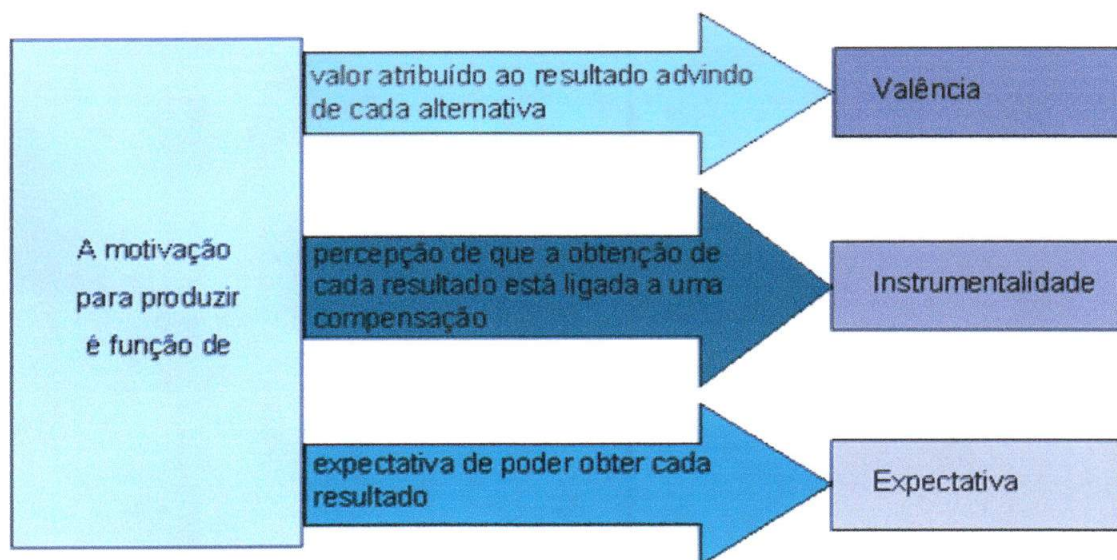 A motivação
para produzir
é função de
valor atribuído ao resultado advindo
de cada alternativa
Valência
percepção de que a obtenção de
cada resultado está ligada a uma
compensação
Instrumentalidade
expectativa de poder obter cada
resultado
Expectativa